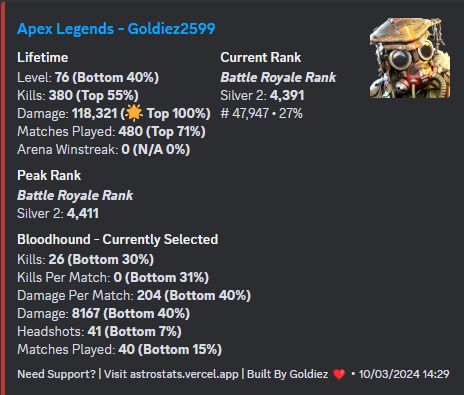 Apex Legends - Goldiez2599
Lifetime
Level: 76 (Bottom 40%)
Kills: 380 (Top 55%)
Damage: 118,321 (🌟 Top 100%)
Matches Played: 480 (Top 71%)
Arena Winstreak: 0 (N/A 0%)
Current Rank
Battle Royale Rank
Silver 2: 4,391
# 47,947 • 27%
Peak Rank
Battle Royale Rank
Silver 2: 4,411
Bloodhound - Currently Selected
Kills: 26 (Bottom 30%)
Kills Per Match: 0 (Bottom 31%)
Damage Per Match: 204 (Bottom 40%)
Damage: 8167 (Bottom 40%)
Headshots: 41 (Bottom 7%)
Matches Played: 40 (Bottom 15%)
Need Support? | Visit astrostats.vercel.app | Built By Goldiez ❤️ • 10/03/2024 14:29